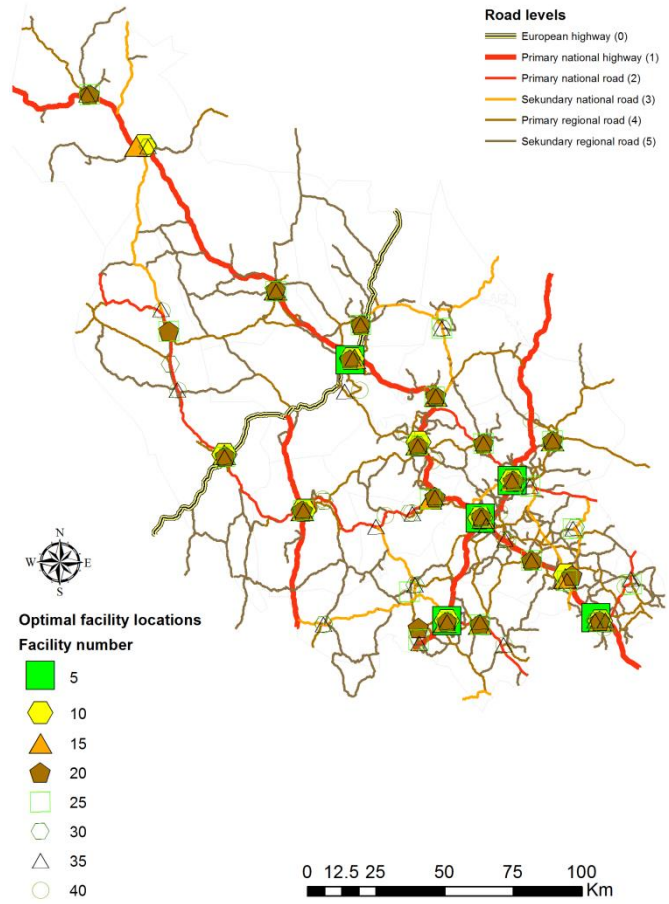 Road levels
European highway (0)
Primary national highway (1)
Primary national road (2)
Sekundary national road (3)
Primary regional road (4)
Sekundary regional road (5)
N
W E
S
Optimal facility locations
Facility number
5
10
15
20
25
30
35
40
0 12.5 25 50 75 100
Km